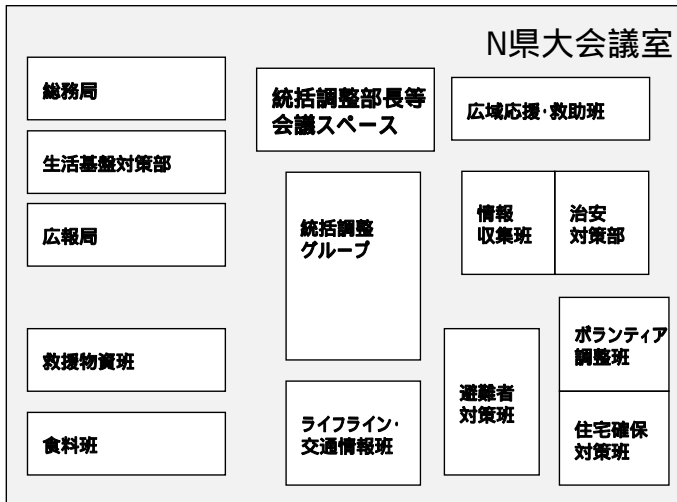 N県大会議室
総務局
統括調整部長等
会議スペース
広域応援・救助班
生活基盤対策部
広報局
統括調整
グループ
情報
収集班
治安
対策部
救援物資班
食料班
ライフライン・
交通情報班
避難者
対策班
ボランティア
調整班
住宅確保
対策班